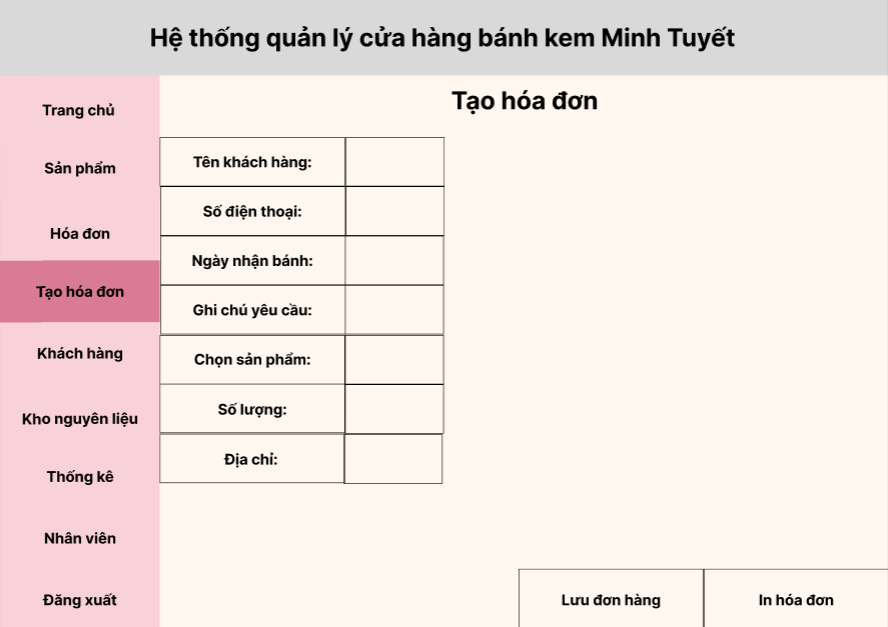 Hệ thống quản lý cửa hàng bánh kem Minh Tuyết
Trang chủ
Sản phẩm
Hóa đơn
Tạo hóa đơn
Khách hàng
Kho nguyên liệu
Thống kê
Nhân viên
Đăng xuất
Tạo hóa đơn
Tên khách hàng:
Số điện thoại:
Ngày nhận bánh:
Ghi chú yêu cầu:
Chọn sản phẩm:
Số lượng:
Địa chỉ:
Lưu đơn hàng
In hóa đơn